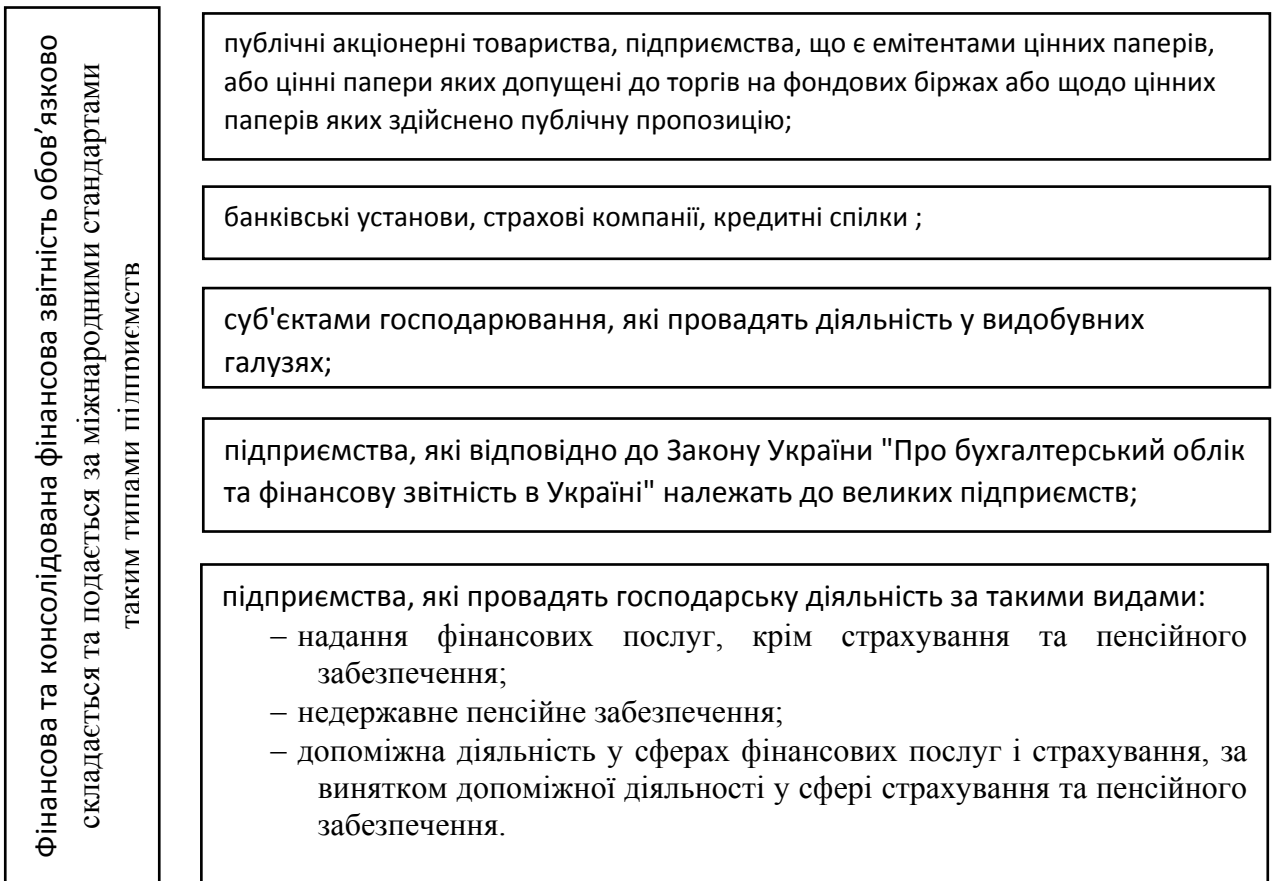 Фінансова та консолідована фінансова звітність обов’язково
складається та подається за міжнародними стандартами
таким типами підприємств
публічні акціонерні товариства, підприємства, що є емітентами цінних паперів,
або цінні папери яких допущені до торгів на фондових біржах або щодо цінних
паперів яких здійснено публічну пропозицію;
банківські установи, страхові компанії, кредитні спілки ;
суб'єктами господарювання, які провадять діяльність у видобувних
галузях;
підприємства, які відповідно до Закону України "Про бухгалтерський облік
та фінансову звітність в Україні" належать до великих підприємств;
підприємства, які провадять господарську діяльність за такими видами:
– надання фінансових послуг, крім страхування та пенсійного
забезпечення;
– недержавне пенсійне забезпечення;
– допоміжна діяльність у сферах фінансових послуг і страхування, за
винятком допоміжної діяльності у сфері страхування та пенсійного
забезпечення.